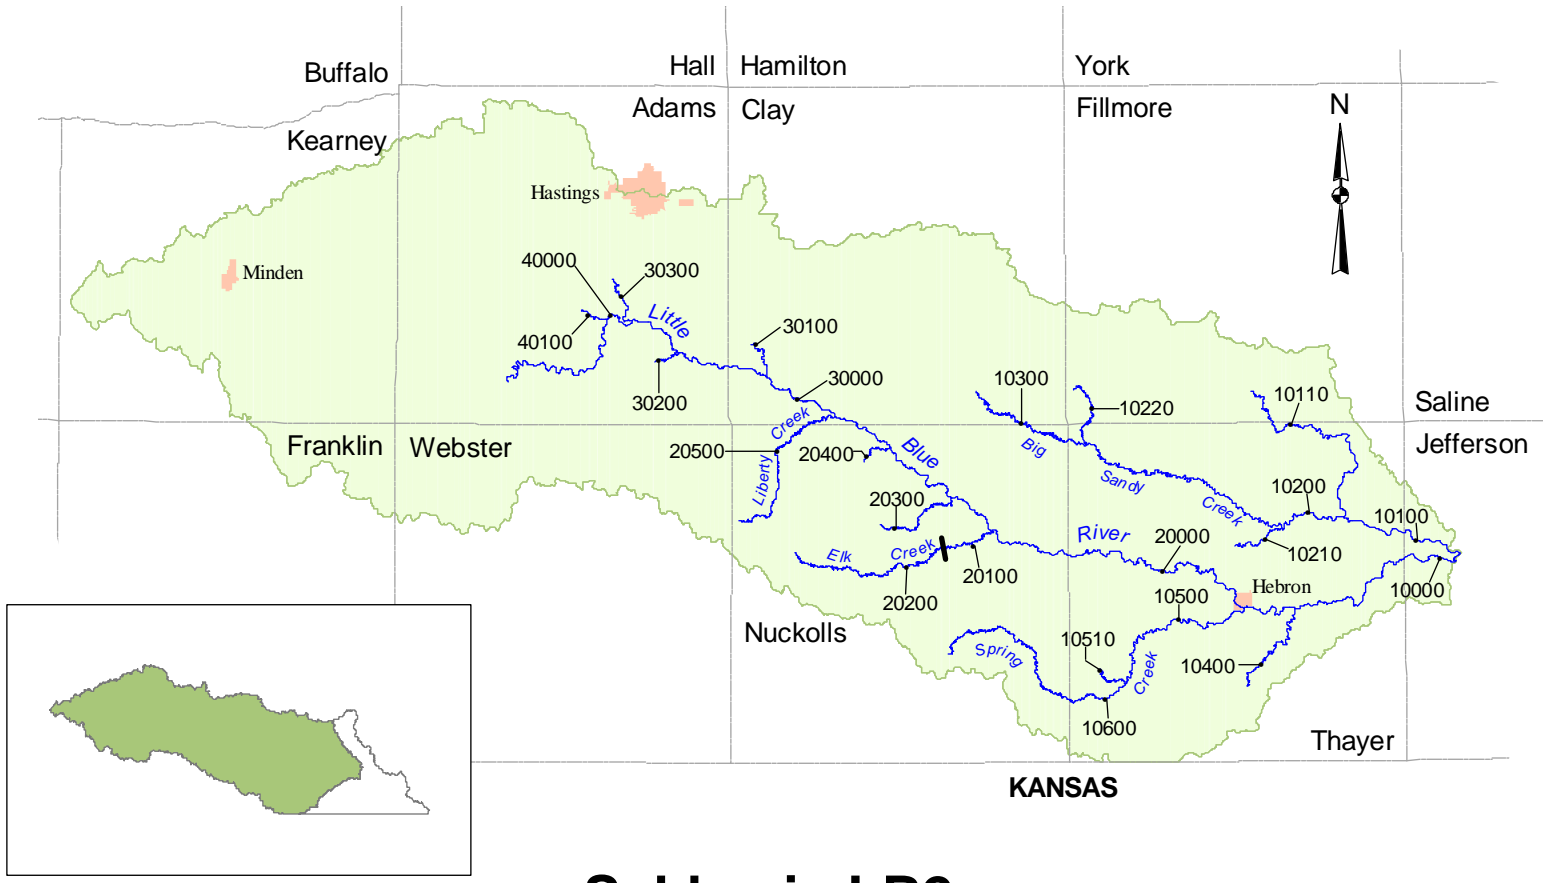 Buffalo
Hall
Hamilton
York
Adams
Clay
Fillmore
N
Kearney
Hastings
Minden
40000
30300
Little
30100
40100
30000
10300
30200
10220
10110
Saline
Creek
Franklin
Webster
20500
20400
Blue
Big
Jefferson
Liberty
Sandy
20300
10200
Creek
10100
River
20000
Elk
Creek
20100
10210
Hebron
10000
20200
10500
Nuckolls
10510
Spring
Creek
10400
10600
Thayer
KANSAS